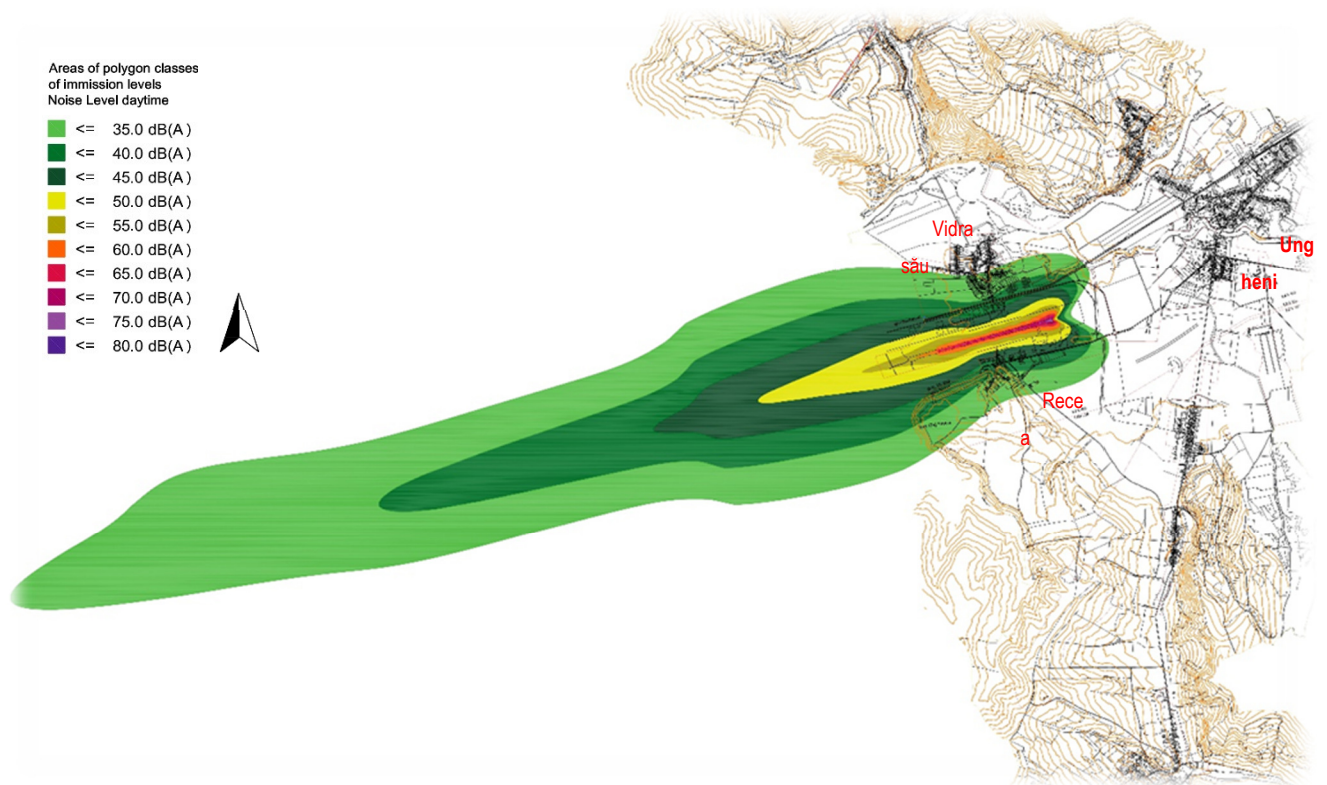 Areas of polygon classes
of immission levels
Noise Level daytime
<= 35.0 dB(A)
<= 40.0 dB(A)
<= 45.0 dB(A)
<= 50.0 dB(A)
<= 55.0 dB(A)
<= 60.0 dB(A)
<= 65.0 dB(A)
<= 70.0 dB(A)
<= 75.0 dB(A)
<= 80.0 dB(A)
Vidra
său
Ung
heni
Rece
a